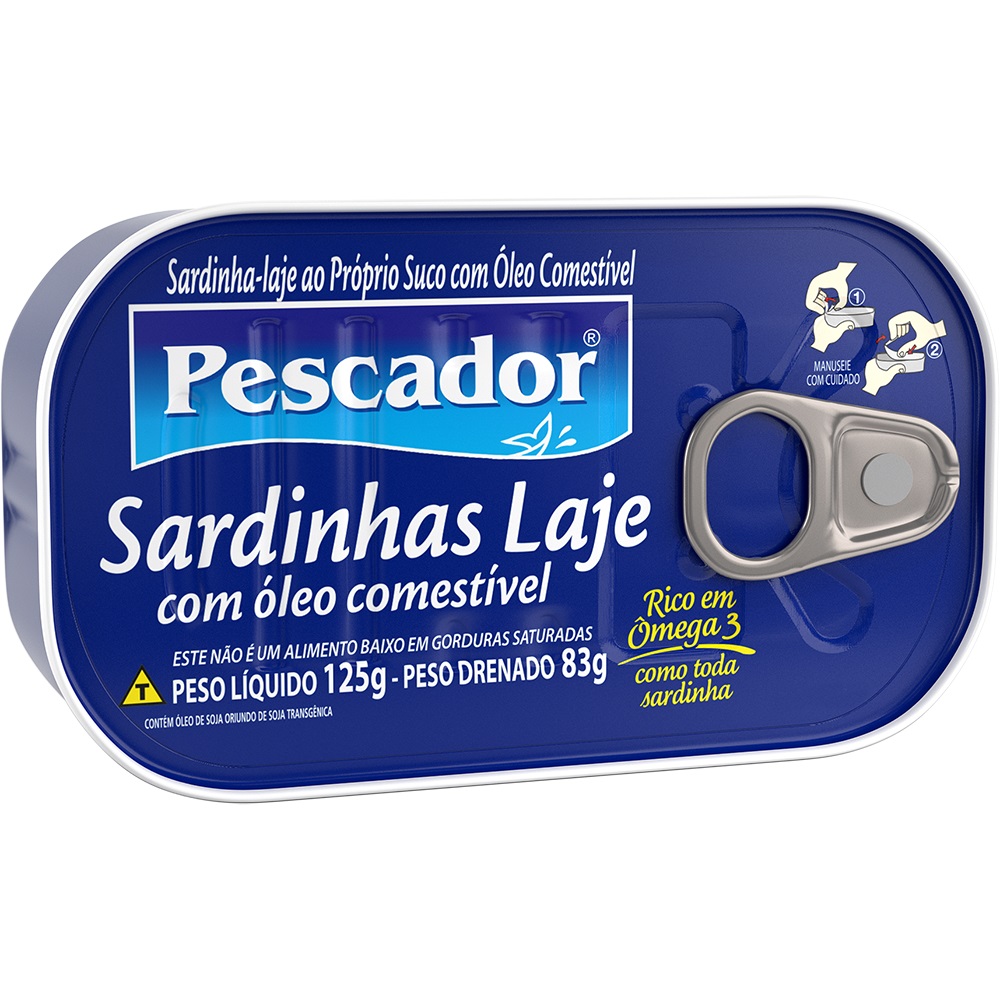 Sardinha-laje ao Próprio Suco com Óleo Comestível
Pescador®
Sardinhas Laje
com óleo comestível
ESTE NÃO É UM ALIMENTO BAIXO EM GORDURAS SATURADAS
T
PESO LÍQUIDO 125g - PESO DRENADO 83g
CONTÉM ÓLEO DE SOJA ORIUNDO DE SOJA TRANSGÊNICA
1
2
MANUSEIE
COM CUIDADO
Rico em
Ômega 3
como toda
sardinha